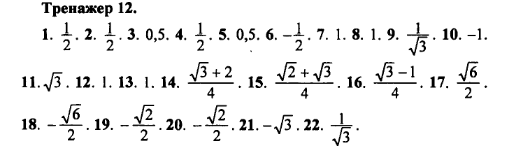 Тренажер 12.
1. 1/2 . 2. 1/2 . 3. 0,5. 4. 1/2 . 5. 0,5. 6. −1/2 . 7. 1. 8. 1. 9. 1/√3 . 10. −1.
11. √3 . 12. 1. 13. 1. 14. (√3 + 2)/4 . 15. (√2 + √3)/4 . 16. (√3 − 1)/4 . 17. √6/2 .
18. −√6/2 . 19. −√2/2 . 20. −√2/2 . 21. −√3 . 22. 1/√3 .